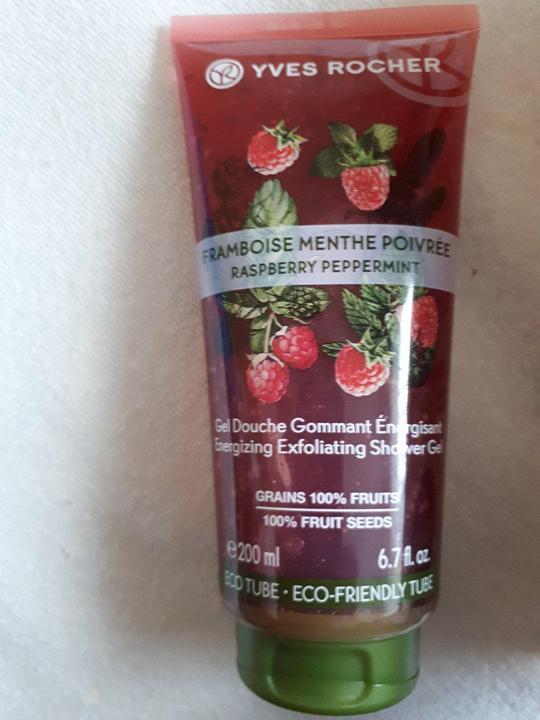 YVES ROCHER
FRAMBOISE MENTHE POIVRÉE
RASPBERRY PEPPERMINT
Gel Douche Gommant Énergisant
Energizing Exfoliating Shower Gel
GRAINS 100% FRUITS
100% FRUIT SEEDS
e 200 ml 6.7 fl. oz.
ECO TUBE · ECO-FRIENDLY TUBE